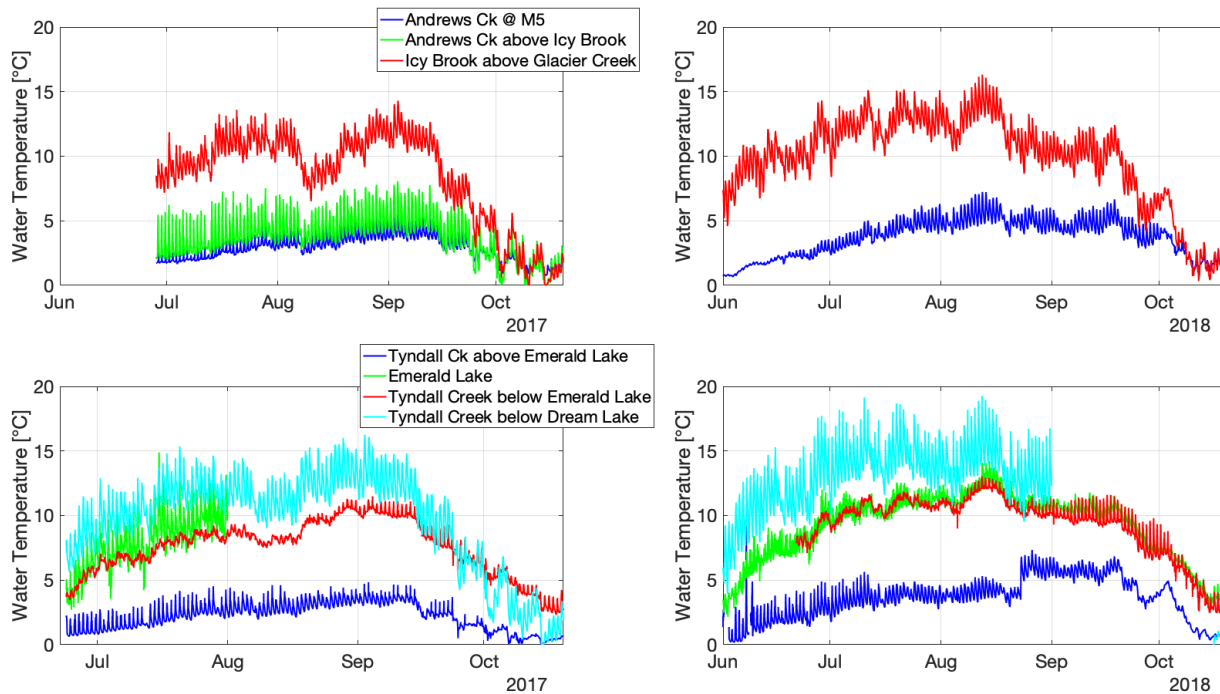 Andrews Ck @ M5
Andrews Ck above Icy Brook
Icy Brook above Glacier Creek
Water Temperature [°C]
20
15
10
5
0
Jun
Jul
Aug
Sep
Oct
2017
Water Temperature [°C]
20
15
10
5
0
Jun
Jul
Aug
Sep
Oct
2018
Tyndall Ck above Emerald Lake
Emerald Lake
Tyndall Creek below Emerald Lake
Tyndall Creek below Dream Lake
Water Temperature [°C]
20
15
10
5
0
Jul
Aug
Sep
Oct
2017
Water Temperature [°C]
20
15
10
5
0
Jun
Jul
Aug
Sep
Oct
2018